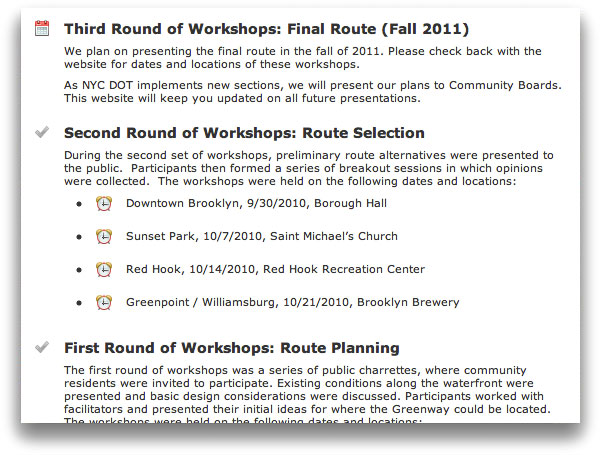 Third Round of Workshops: Final Route (Fall 2011)
We plan on presenting the final route in the fall of 2011. Please check back with the
website for dates and locations of these workshops.
As NYC DOT implements new sections, we will present our plans to Community Boards.
This website will keep you updated on all future presentations.
Second Round of Workshops: Route Selection
During the second set of workshops, preliminary route alternatives were presented to
the public.  Participants then formed a series of breakout sessions in which opinions
were collected.  The workshops were held on the following dates and locations:
Downtown Brooklyn, 9/30/2010, Borough Hall
Sunset Park, 10/7/2010, Saint Michael’s Church
Red Hook, 10/14/2010, Red Hook Recreation Center
Greenpoint / Williamsburg, 10/21/2010, Brooklyn Brewery
First Round of Workshops: Route Planning
The first round of workshops was a series of public charrettes, where community
residents were invited to participate. Existing conditions along the waterfront were
presented and basic design considerations were discussed. Participants worked with
facilitators and presented their initial ideas for where the Greenway could be located.
The workshops were held on the following dates and locations: